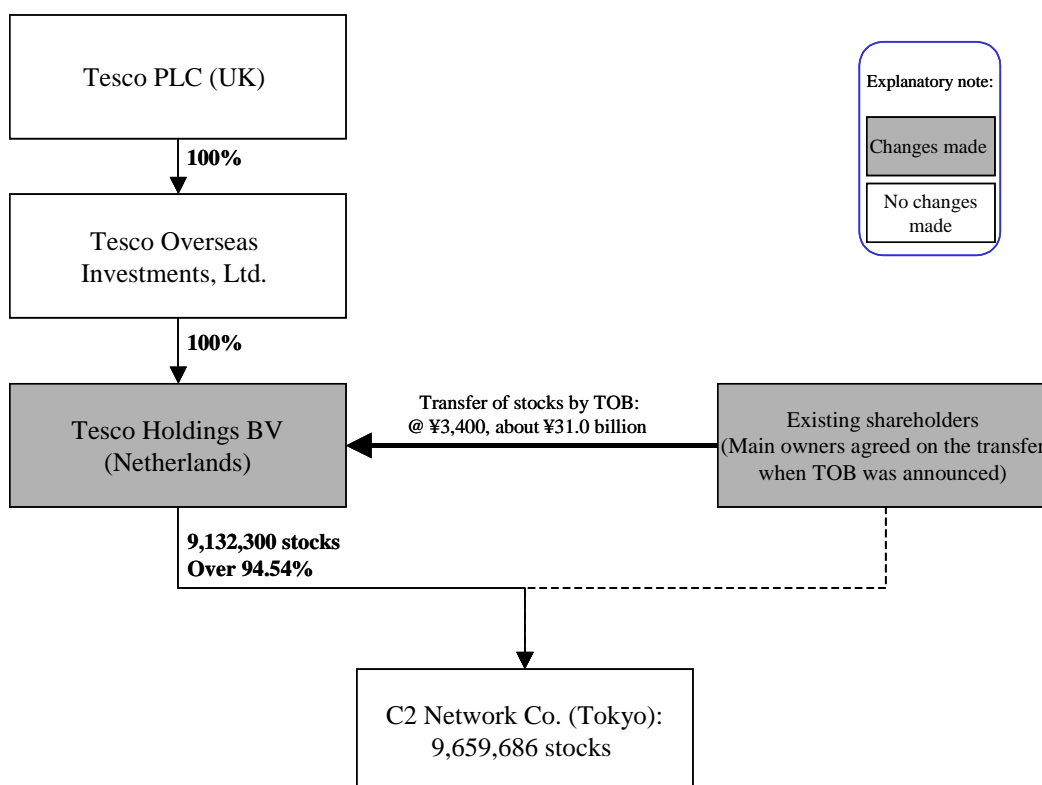 Tesco PLC (UK)
Explanatory note:
Changes made
No changes
made
100%
Tesco Overseas
Investments, Ltd.
100%
Tesco Holdings BV
(Netherlands)
Transfer of stocks by TOB:
@ ¥3,400, about ¥31.0 billion
Existing shareholders
(Main owners agreed on the transfer
when TOB was announced)
9,132,300 stocks
Over 94.54%
C2 Network Co. (Tokyo):
9,659,686 stocks